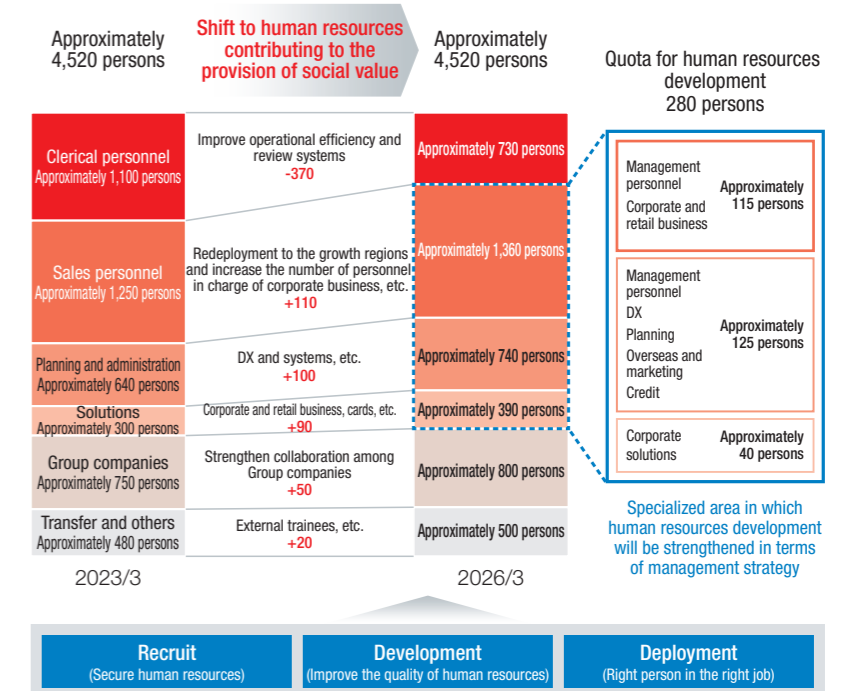 Approximately
4,520 persons
Shift to human resources
contributing to the
provision of social value
Approximately
4,520 persons
Clerical personnel
Approximately 1,100 persons
Improve operational efficiency and
review systems
-370
Approximately 730 persons
Sales personnel
Approximately 1,250 persons
Redeployment to the growth regions
and increase the number of personnel
in charge of corporate business, etc.
+110
Approximately 1,360 persons
Planning and administration
Approximately 640 persons
DX and systems, etc.
+100
Approximately 740 persons
Solutions
Approximately 300 persons
Corporate and retail business, cards, etc.
+90
Approximately 390 persons
Group companies
Approximately 750 persons
Strengthen collaboration among
Group companies
+50
Approximately 800 persons
Transfer and others
Approximately 480 persons
External trainees, etc.
+20
Approximately 500 persons
2023/3
2026/3
Quota for human resources
development
280 persons
Management
personnel
Corporate and
retail business
Approximately
115 persons
Management
personnel
DX
Planning
Overseas and
marketing
Credit
Approximately
125 persons
Corporate
solutions
Approximately
40 persons
Specialized area in which
human resources development
will be strengthened in terms
of management strategy
Recruit
(Secure human resources)
Development
(Improve the quality of human resources)
Deployment
(Right person in the right job)